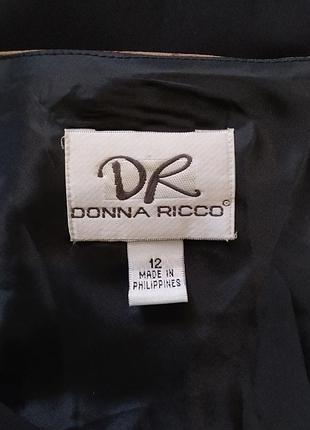 DR
DONNA RICCO®
12
MADE IN
PHILIPPINES